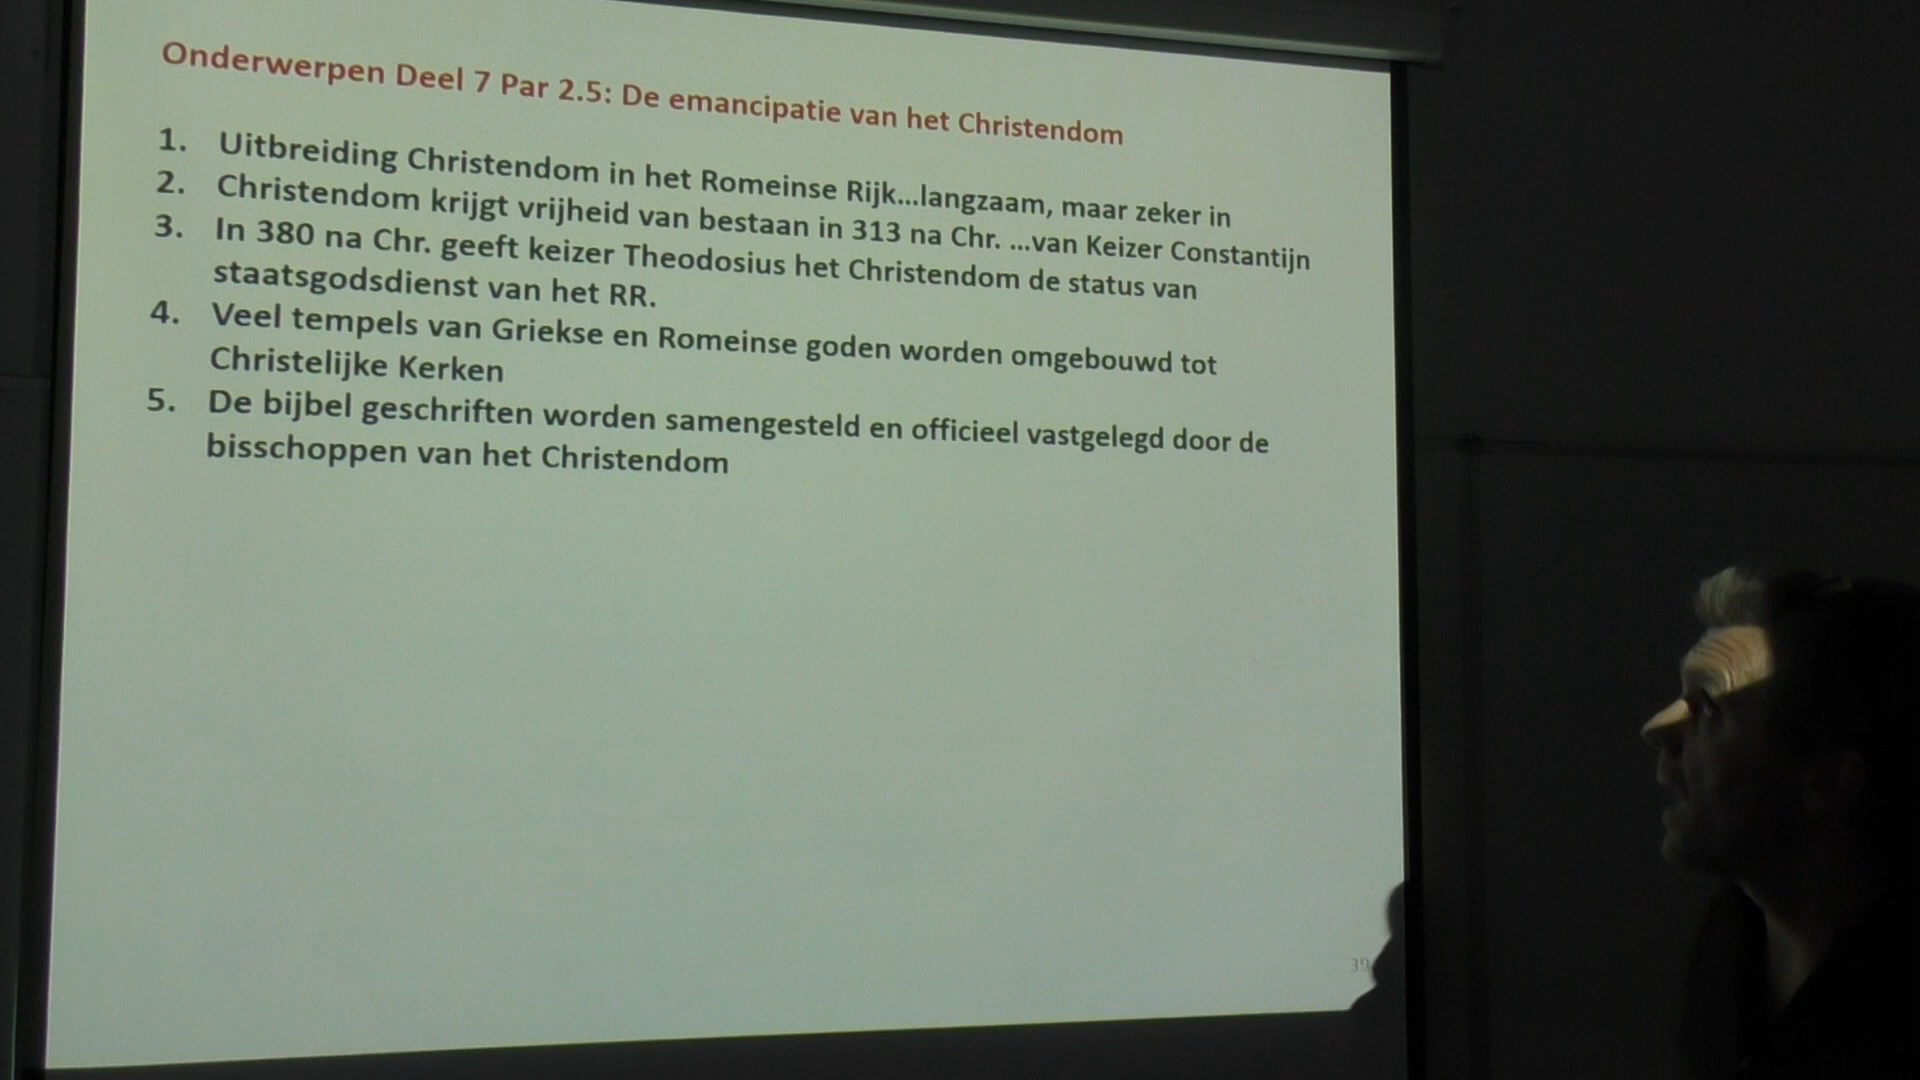 Onderwerpen Deel 7 Par 2.5: De emancipatie van het Christendom
1. Uitbreiding Christendom in het Romeinse Rijk...langzaam, maar zeker in
2. Christendom krijgt vrijheid van bestaan in 313 na Chr. ...van Keizer Constantijn
3. In 380 na Chr. geeft keizer Theodosius het Christendom de status van
staatsgodsdienst van het RR.
4. Veel tempels van Griekse en Romeinse goden worden omgebouwd tot
Christelijke Kerken
5. De bijbel geschriften worden samengesteld en officieel vastgelegd door de
bisschoppen van het Christendom
39